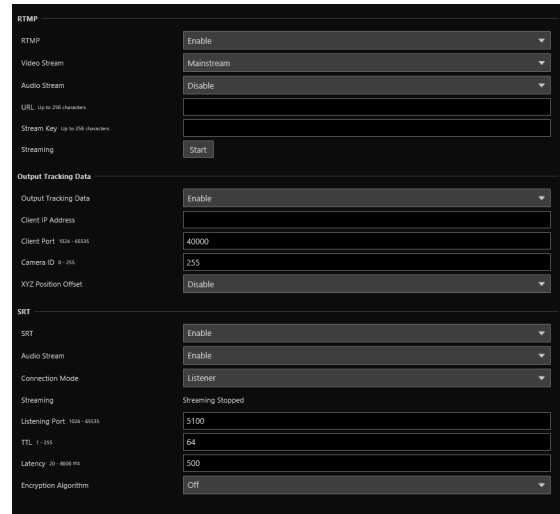 RTMP
RTMP Enable
Video Stream Mainstream
Audio Stream Disable
URL Up to 256 characters
Stream Key Up to 256 characters
Streaming Start
Output Tracking Data
Output Tracking Data Enable
Client IP Address
Client Port 1024 - 65535 40000
Camera ID 0 - 255 255
XYZ Position Offset Disable
SRT
SRT Enable
Audio Stream Enable
Connection Mode Listener
Streaming Streaming Stopped
Listening Port 1024 - 65535 5100
TTL 1 - 255 64
Latency 20 - 8000 ms 500
Encryption Algorithm Off